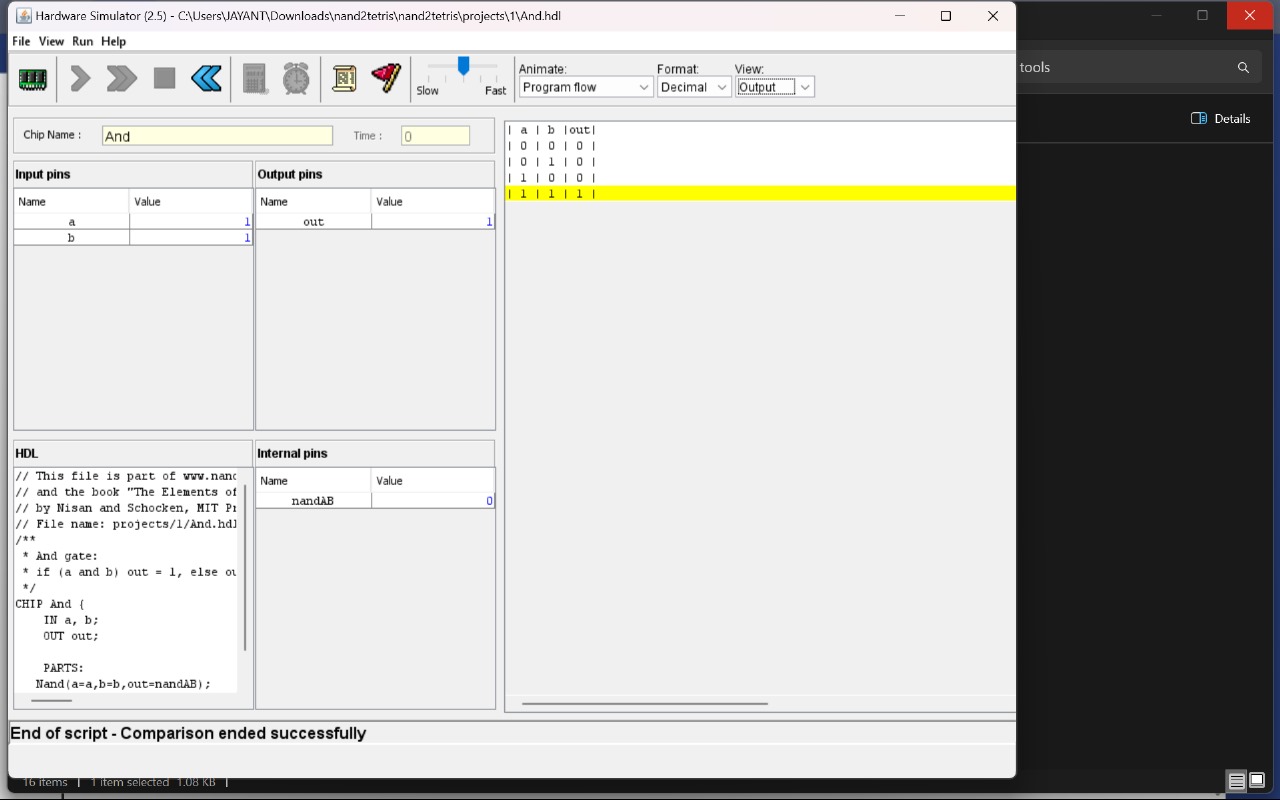 Hardware Simulator (2.5) - C:\Users\JAYANT\Downloads\nand2tetris\nand2tetris\projects\1\And.hdl
File View Run Help
Slow Fast
Animate: Format: View:
Program flow Decimal Output
tools
Details
Chip Name : And Time : 0
Input pins Output pins
Name Value Name Value
a 1 out 1
b 1
| a | b |out|
| 0 | 0 | 0 |
| 0 | 1 | 0 |
| 1 | 0 | 0 |
| 1 | 1 | 1 |
HDL Internal pins
Name Value
nandAB 0
// This file is part of www.nand
// and the book "The Elements of
// by Nisan and Schocken, MIT Pr
// File name: projects/1/And.hdl
/**
* And gate:
* if (a and b) out = 1, else ou
*/
CHIP And {
IN a, b;
OUT out;
PARTS:
Nand(a=a,b=b,out=nandAB);
End of script - Comparison ended successfully
16 items | 1 item selected 1.08 KB |